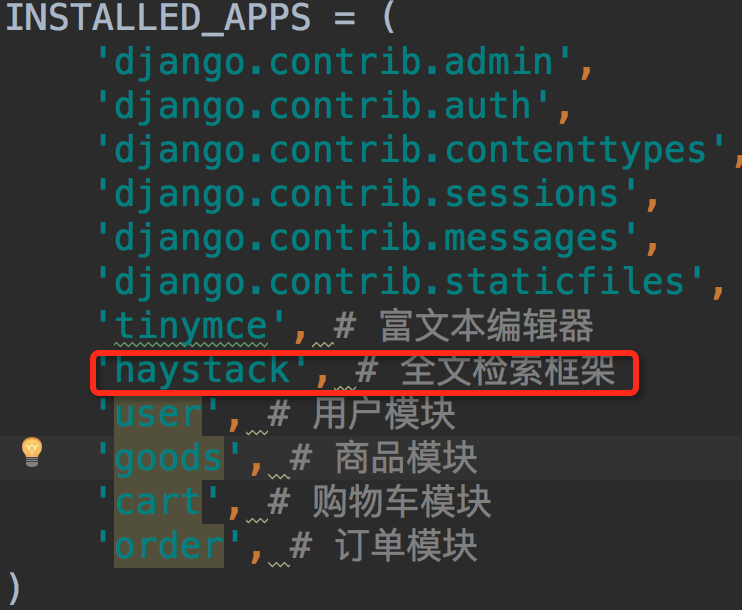 INSTALLED_APPS = (
'django.contrib.admin',
'django.contrib.auth',
'django.contrib.contenttypes',
'django.contrib.sessions',
'django.contrib.messages',
'django.contrib.staticfiles',
'tinymce', # 富文本编辑器
'haystack', # 全文检索框架
'user', # 用户模块
'goods', # 商品模块
'cart', # 购物车模块
'order', # 订单模块
)